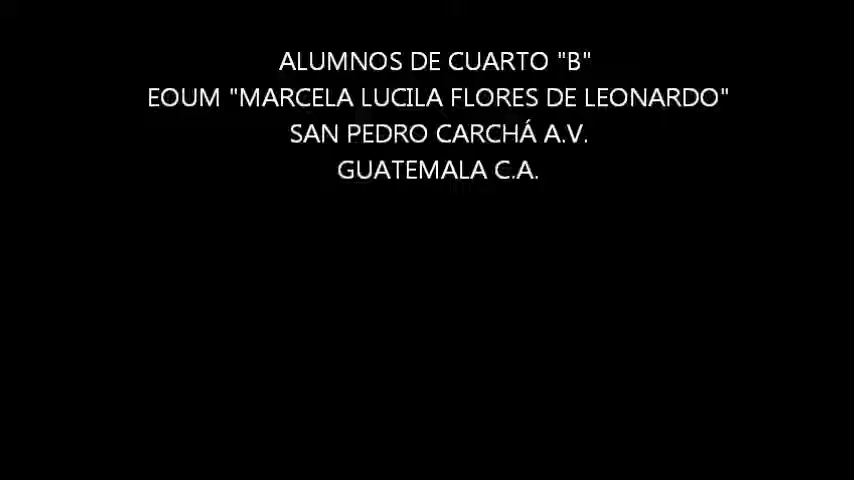 ALUMNOS DE CUARTO "B"
EOUM "MARCELA LUCILA FLORES DE LEONARDO"
SAN PEDRO CARCHÁ A.V.
GUATEMALA C.A.